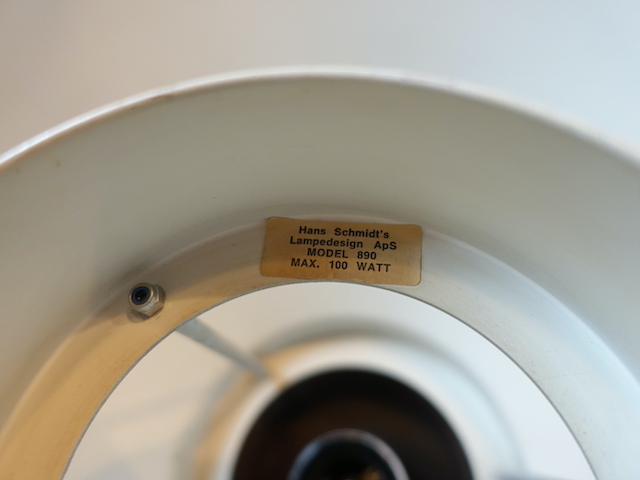 Hans Schmidt's
Lampedesign ApS
MODEL 890
MAX. 100 WATT